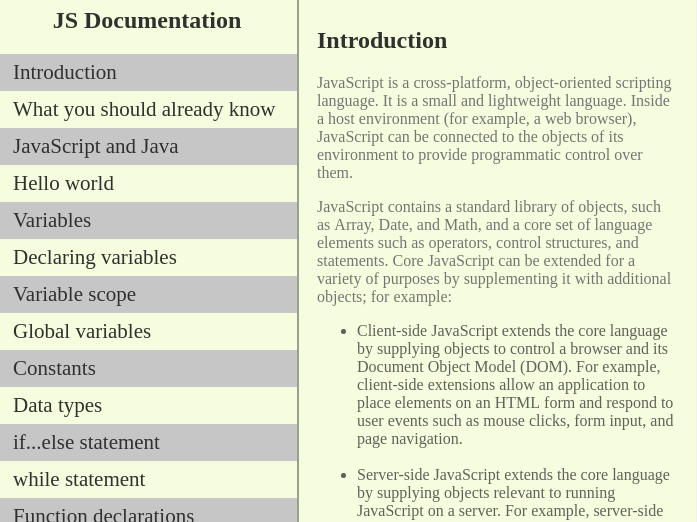 JS Documentation
Introduction
What you should already know
JavaScript and Java
Hello world
Variables
Declaring variables
Variable scope
Global variables
Constants
Data types
if...else statement
while statement
Function declarations
Introduction
JavaScript is a cross-platform, object-oriented scripting
language. It is a small and lightweight language. Inside
a host environment (for example, a web browser),
JavaScript can be connected to the objects of its
environment to provide programmatic control over
them.
JavaScript contains a standard library of objects, such
as Array, Date, and Math, and a core set of language
elements such as operators, control structures, and
statements. Core JavaScript can be extended for a
variety of purposes by supplementing it with additional
objects; for example:
• Client-side JavaScript extends the core language
by supplying objects to control a browser and its
Document Object Model (DOM). For example,
client-side extensions allow an application to
place elements on an HTML form and respond to
user events such as mouse clicks, form input, and
page navigation.
• Server-side JavaScript extends the core language
by supplying objects relevant to running
JavaScript on a server. For example, server-side